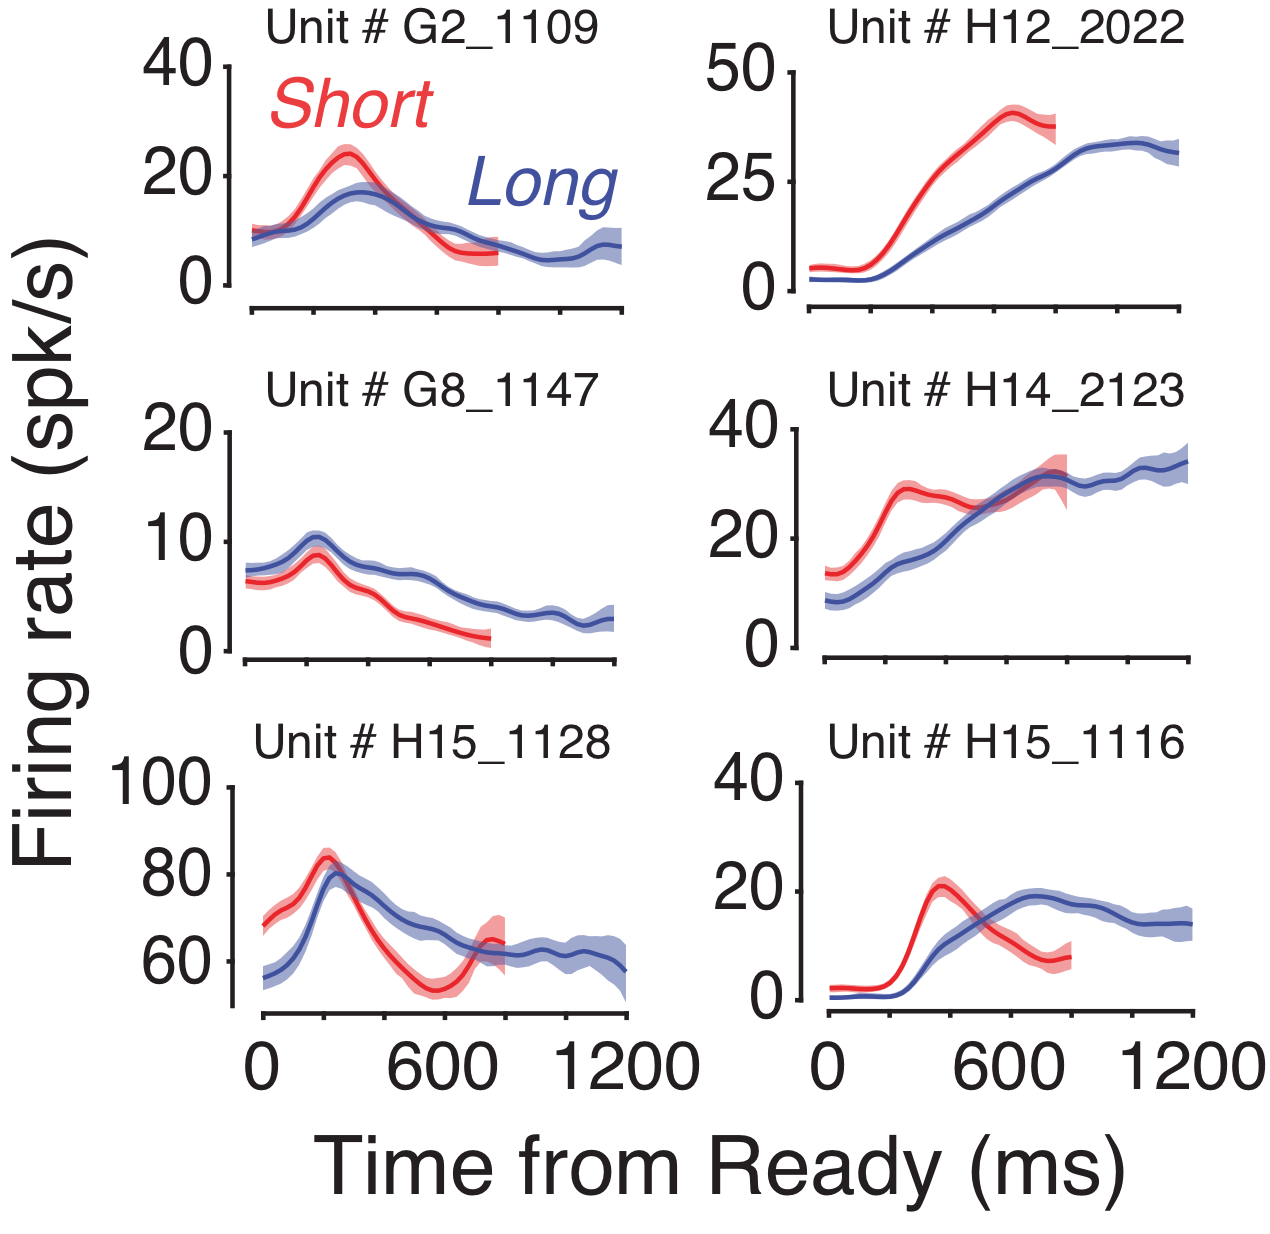 Unit # G2_1109
Unit # H12_2022
40
20
0
Short
Long
50
25
0
Firing rate (spk/s)
Unit # G8_1147
Unit # H14_2123
20
10
0
40
20
0
Unit # H15_1128
Unit # H15_1116
100
80
60
40
20
0
0 600 1200
0 600 1200
Time from Ready (ms)